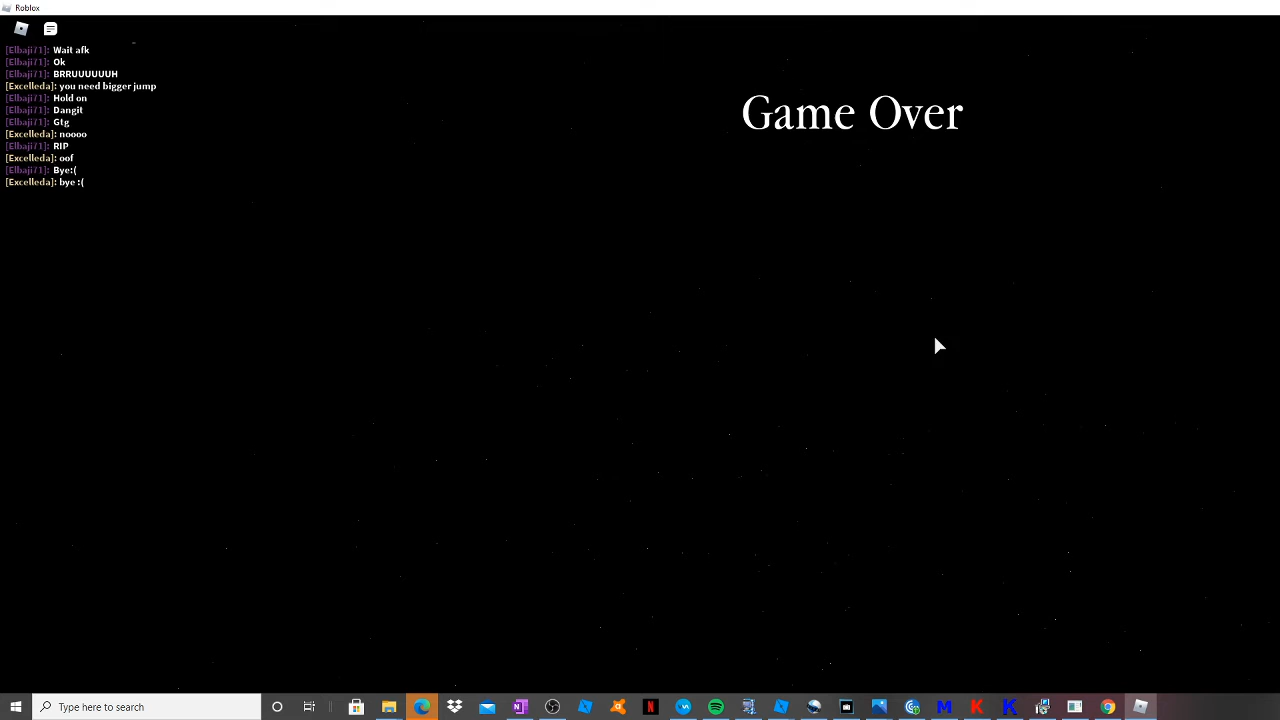 Roblox
[Elbaji71]: Wait afk
[Elbaji71]: Ok
[Elbaji71]: BRRUUUUUUH
[Excelleda]: you need bigger jump
[Elbaji71]: Hold on
[Elbaji71]: Dangit
[Elbaji71]: Gtg
[Excelleda]: noooo
[Elbaji71]: RIP
[Excelleda]: oof
[Elbaji71]: Bye:(
[Excelleda]: bye :(
Game Over
Type here to search